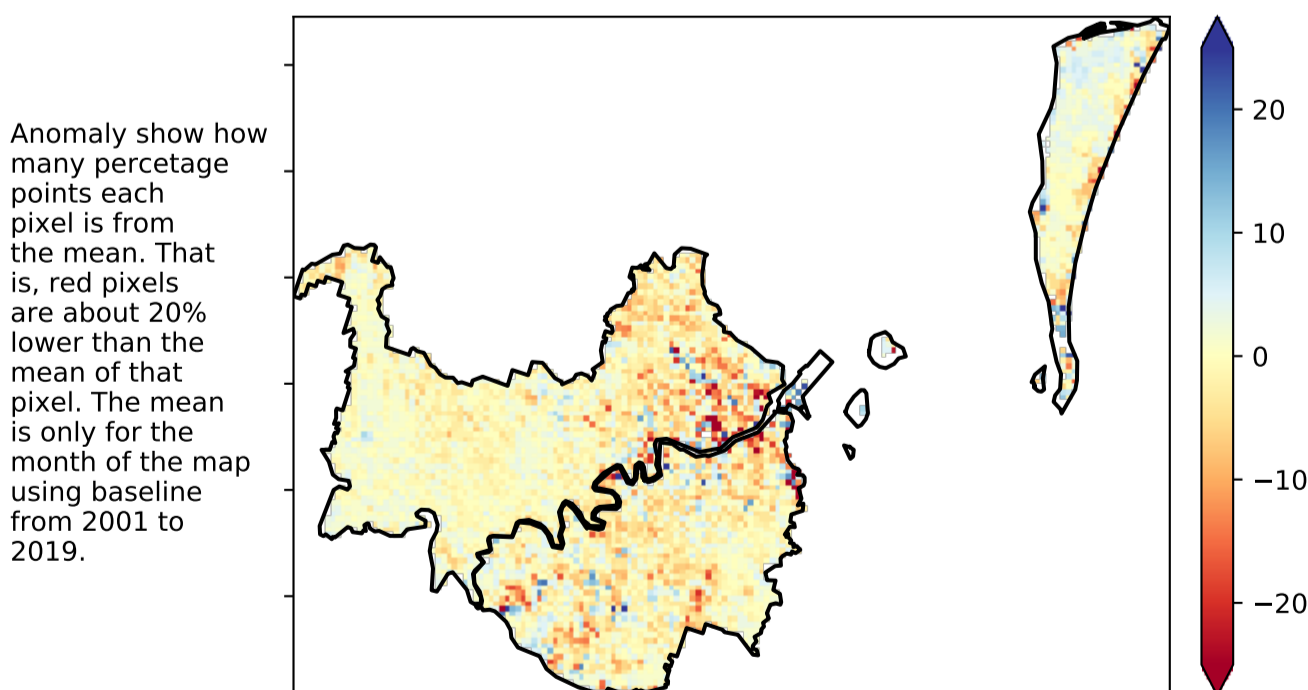 Anomaly show how
many percetage
points each
pixel is from
the mean. That
is, red pixels
are about 20%
lower than the
mean of that
pixel. The mean
is only for the
month of the map
using baseline
from 2001 to
2019.
20
10
0
−10
−20